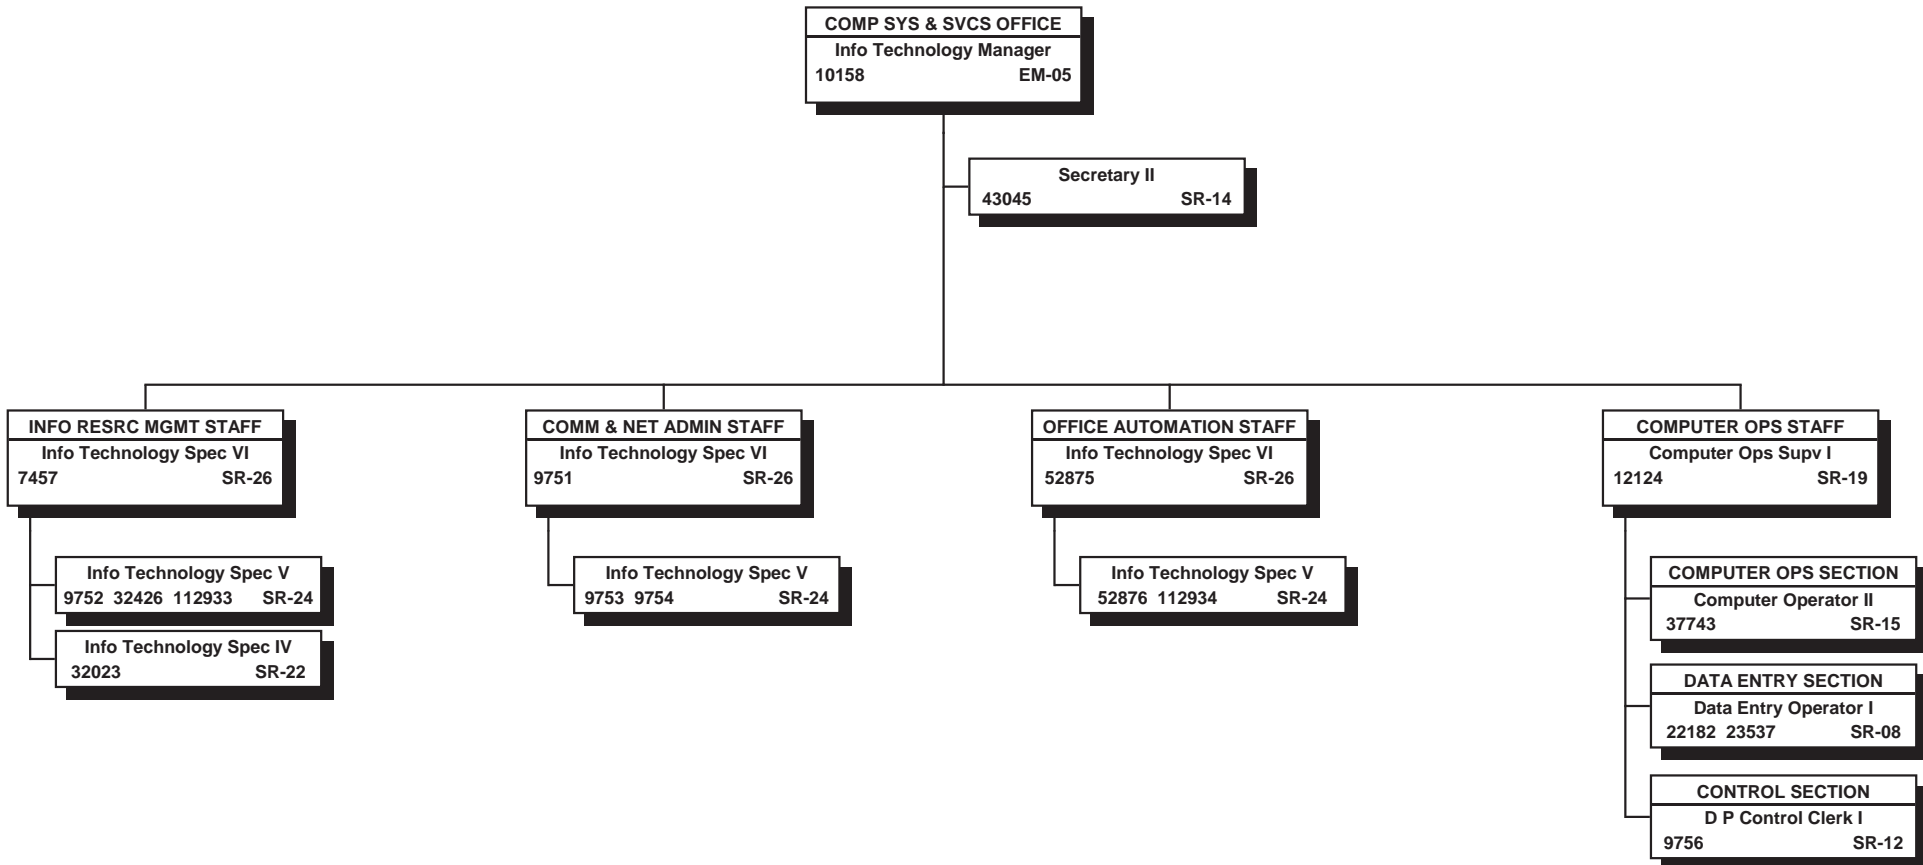 COMP SYS & SVCS OFFICE
Info Technology Manager
10158 EM-05
Secretary II
43045 SR-14
INFO RESRC MGMT STAFF
Info Technology Spec VI
7457 SR-26
Info Technology Spec V
9752 32426 112933 SR-24
Info Technology Spec IV
32023 SR-22
COMM & NET ADMIN STAFF
Info Technology Spec VI
9751 SR-26
Info Technology Spec V
9753 9754 SR-24
OFFICE AUTOMATION STAFF
Info Technology Spec VI
52875 SR-26
Info Technology Spec V
52876 112934 SR-24
COMPUTER OPS STAFF
Computer Ops Supv I
12124 SR-19
COMPUTER OPS SECTION
Computer Operator II
37743 SR-15
DATA ENTRY SECTION
Data Entry Operator I
22182 23537 SR-08
CONTROL SECTION
D P Control Clerk I
9756 SR-12